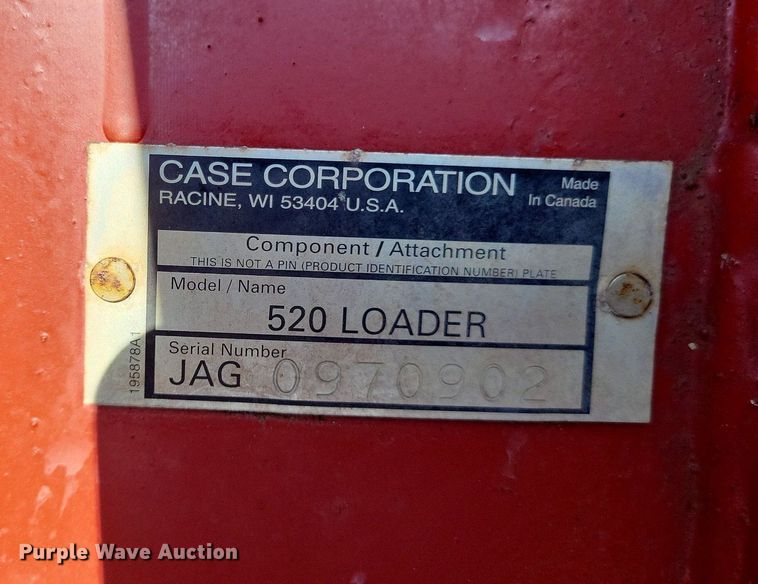 CASE CORPORATION
RACINE, WI 53404 U.S.A.
Made
In Canada
Component / Attachment
THIS IS NOT A PIN (PRODUCT IDENTIFICATION NUMBER) PLATE
Model / Name
520 LOADER
Serial Number
JAG 0970902
195878A1
Purple Wave Auction